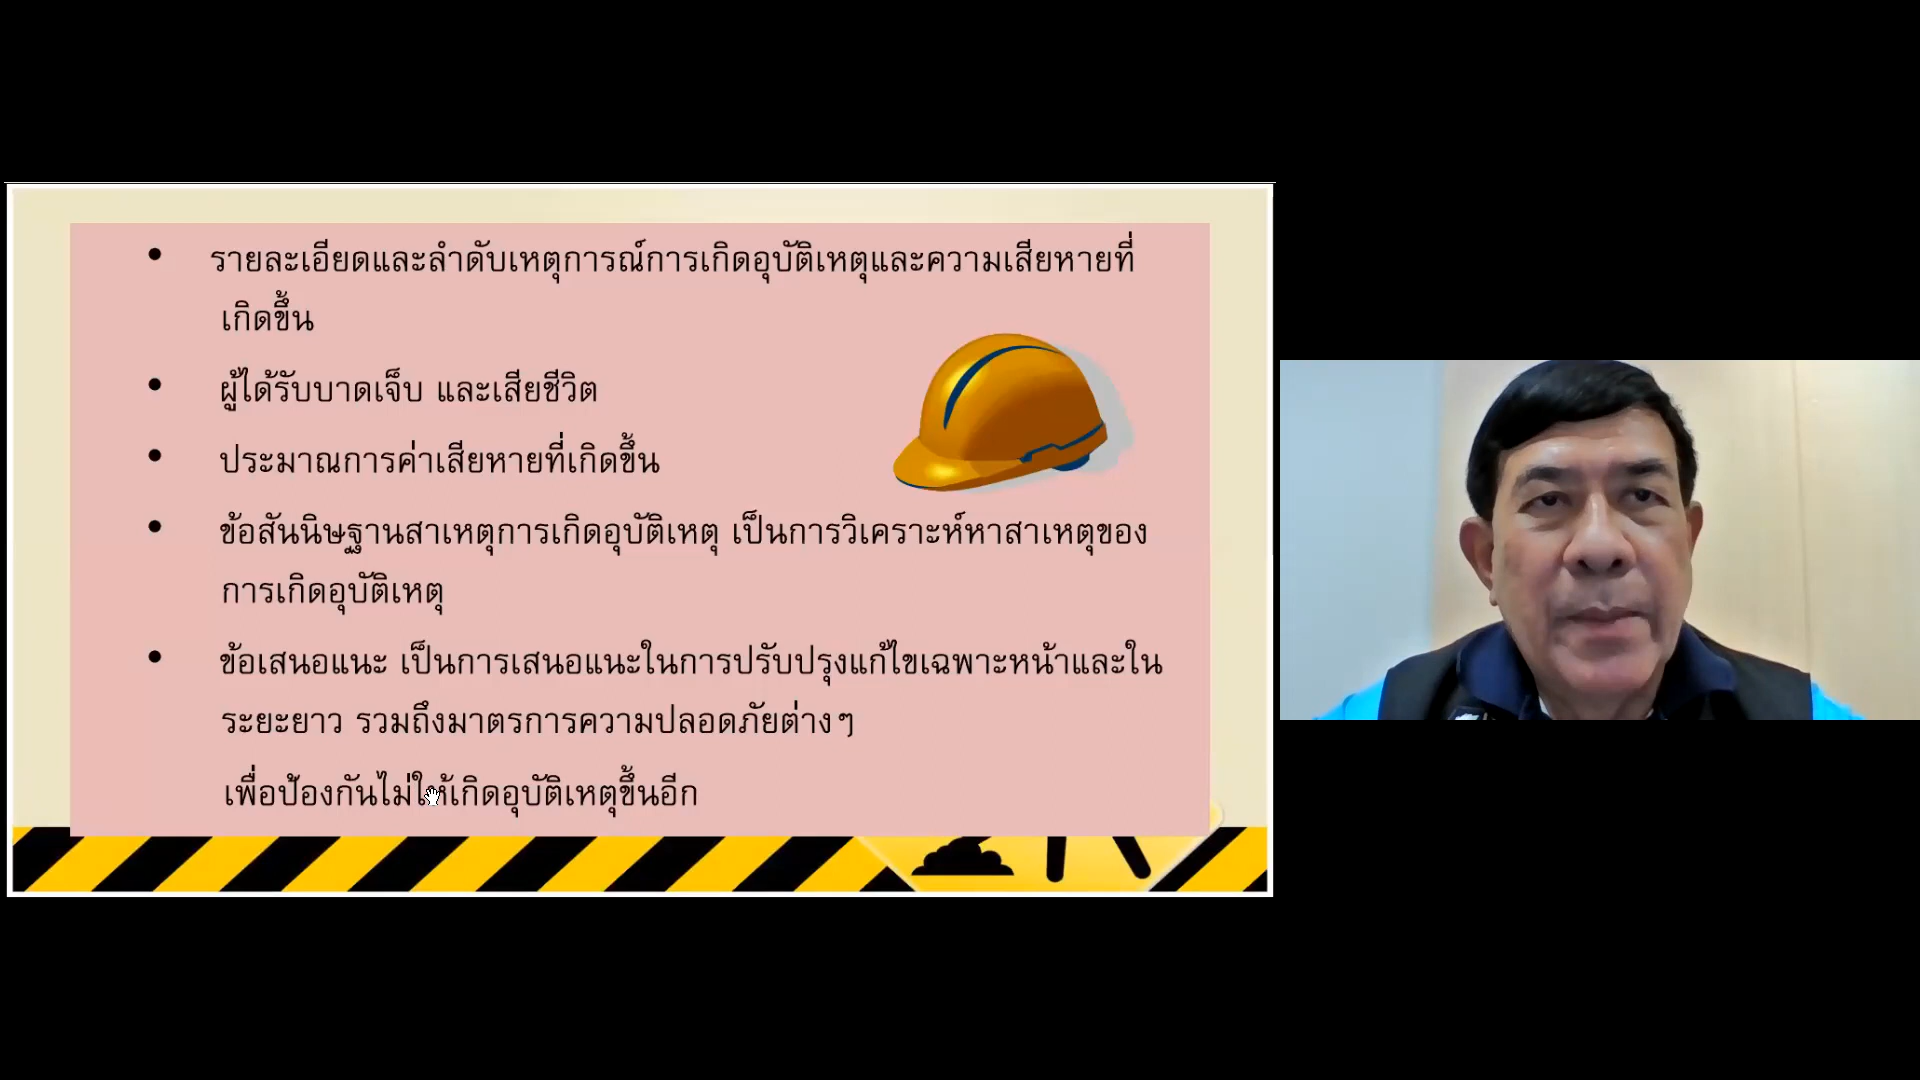 • รายละเอียดและลำดับเหตุการณ์การเกิดอุบัติเหตุและความเสียหายที่
เกิดขึ้น
• ผู้ได้รับบาดเจ็บ และเสียชีวิต
• ประมาณการค่าเสียหายที่เกิดขึ้น
• ข้อสันนิษฐานสาเหตุการเกิดอุบัติเหตุ เป็นการวิเคราะห์หาสาเหตุของ
การเกิดอุบัติเหตุ
• ข้อเสนอแนะ เป็นการเสนอแนะในการปรับปรุงแก้ไขเฉพาะหน้าและใน
ระยะยาว รวมถึงมาตรการความปลอดภัยต่างๆ
เพื่อป้องกันไม่ให้เกิดอุบัติเหตุขึ้นอีก